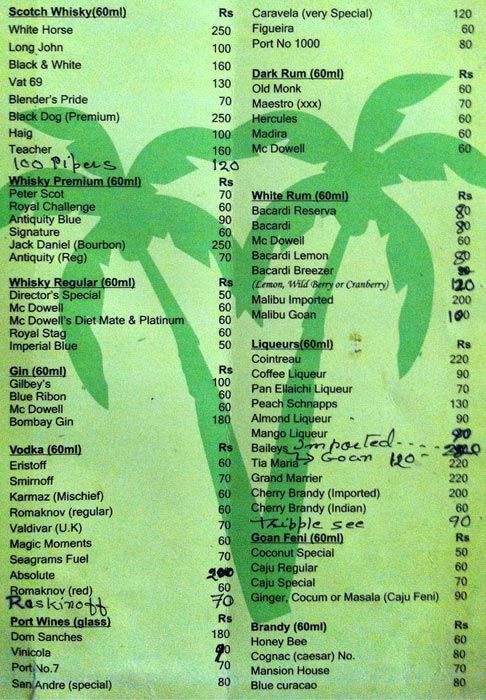 Scotch Whisky(60ml) Rs
White Horse 250
Long John 100
Black & White 160
Vat 69 130
Blender's Pride 70
Black Dog (Premium) 250
Haig 100
Teacher 160
100 Pipers 120
Whisky Premium (60ml) Rs
Peter Scot 70
Royal Challenge 60
Antiquity Blue 90
Signature 60
Jack Daniel (Bourbon) 250
Antiquity (Reg) 70
Whisky Regular (60ml) Rs
Director's Special 50
Mc Dowell 60
Mc Dowell's Diet Mate & Platinum 60
Royal Stag 60
Imperial Blue 50
Gin (60ml) Rs
Gilbey's 100
Blue Ribon 60
Mc Dowell 60
Bombay Gin 180
Vodka (60ml) Rs
Eristoff 60
Smirnoff 70
Karmaz (Mischief) 60
Romaknov (regular) 60
Valdivar (U.K) 70
Magic Moments 60
Seagrams Fuel 70
Absolute 200
Romaknov (red) 60
Raskinoff 70
Port Wines (glass) Rs
Dom Sanches 180
Vinicola
Port No.7 70
San Andre (special) 80
Caravela (very Special) 120
Figueira 60
Port No 1000 80
Dark Rum (60ml) Rs
Old Monk 60
Maestro (xxx) 70
Hercules 60
Madira 60
Mc Dowell 60
White Rum (60ml) Rs
Bacardi Reserva 80
Bacardi 80
Mc Dowell 60
Bacardi Lemon 80
Bacardi Breezer
(Lemon, Wild Berry or Cranberry) 120
Malibu Imported 200
Malibu Goan 100
Liqueurs(60ml) Rs
Cointreau 220
Coffee Liqueur 90
Pan Ellaichi Liqueur 70
Peach Schnapps 130
Almond Liqueur 90
Mango Liqueur 90
Baileys Imported
Goan 120
Tia Maria 220
Grand Marrier 220
Cherry Brandy (Imported) 200
Cherry Brandy (Indian) 60
Tripple see 90
Goan Feni (60ml) Rs
Coconut Special 50
Caju Regular 60
Caju Special 70
Ginger, Cocum or Masala (Caju Feni) 90
Brandy (60ml) Rs
Honey Bee 60
Cognac (caesar) No. 80
Mansion House 70
Blue curacao 80